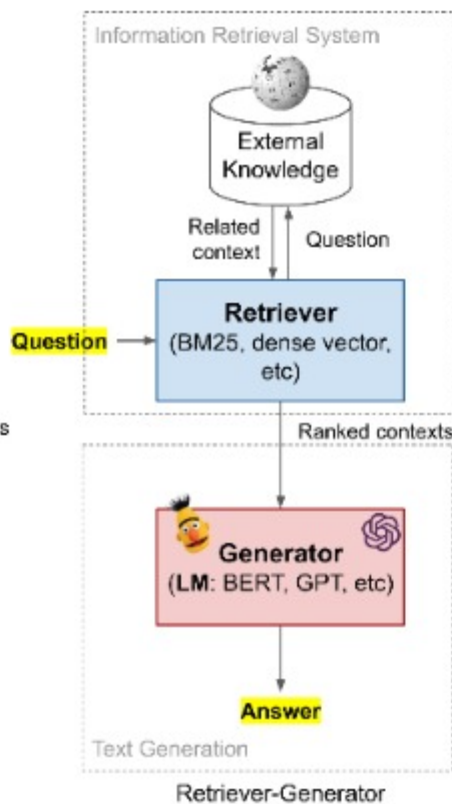 Information Retrieval System
External
Knowledge
Related
context
Question
Retriever
(BM25, dense vector,
etc)
Question
s
Ranked contexts
Generator
(LM: BERT, GPT, etc)
Answer
Text Generation
Retriever-Generator